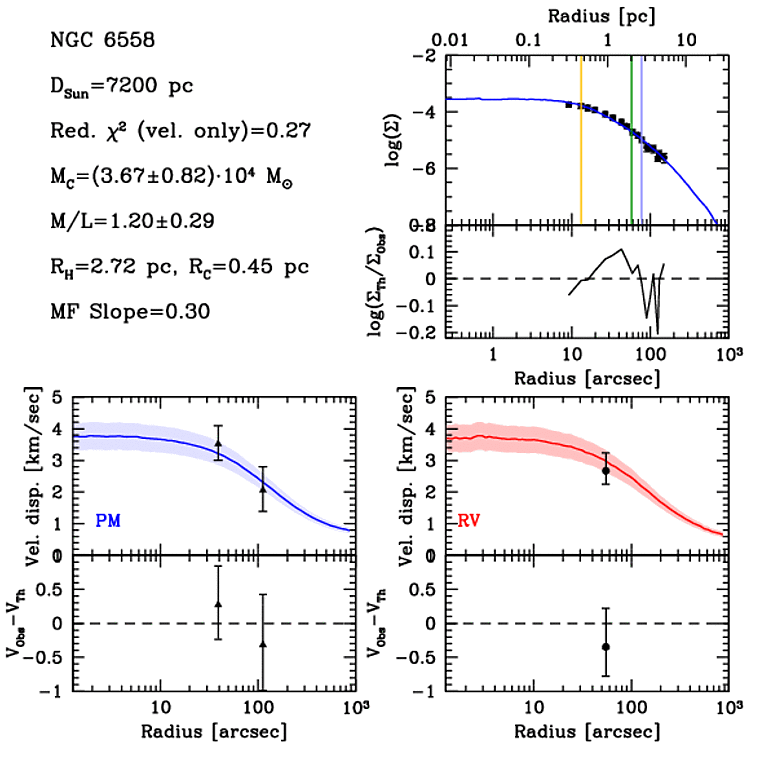 NGC 6558
D_Sun=7200 pc
Red. χ² (vel. only)=0.27
M_C=(3.67±0.82)·10⁴ M_⊙
M/L=1.20±0.29
R_H=2.72 pc, R_C=0.45 pc
MF Slope=0.30
Radius [pc]
0.01 0.1 1 10
log(Σ)
−2
−4
−6
0.8
log(Σ_Th/Σ_Obs)
0.1
0
−0.1
−0.2
1 10 100 10³
Radius [arcsec]
Vel. disp. [km/sec]
5
4
3
2
1
0
PM
V_Obs−V_Th
0.5
0
−0.5
−1
10 100 10³
Radius [arcsec]
Vel. disp. [km/sec]
5
4
3
2
1
0
RV
V_Obs−V_Th
0.5
0
−0.5
−1
10 100 10³
Radius [arcsec]